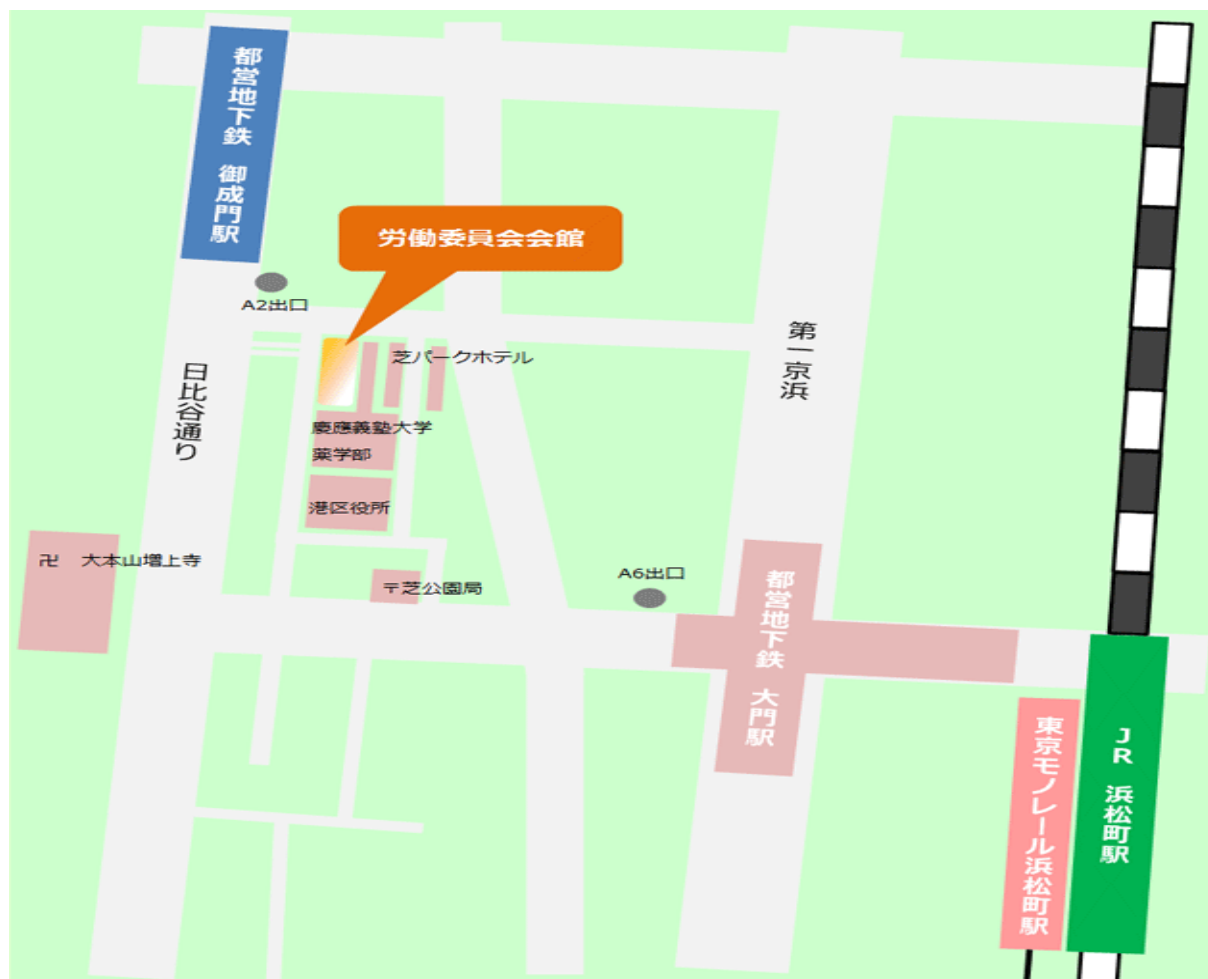 都営地下鉄 御成門駅
労働委員会会館
A2出口
第一京浜
芝パークホテル
日比谷通り
慶應義塾大学
薬学部
港区役所
卍 大本山増上寺
A6出口
〒芝公園局
都営地下鉄 大門駅
東京モノレール浜松町駅
JR 浜松町駅